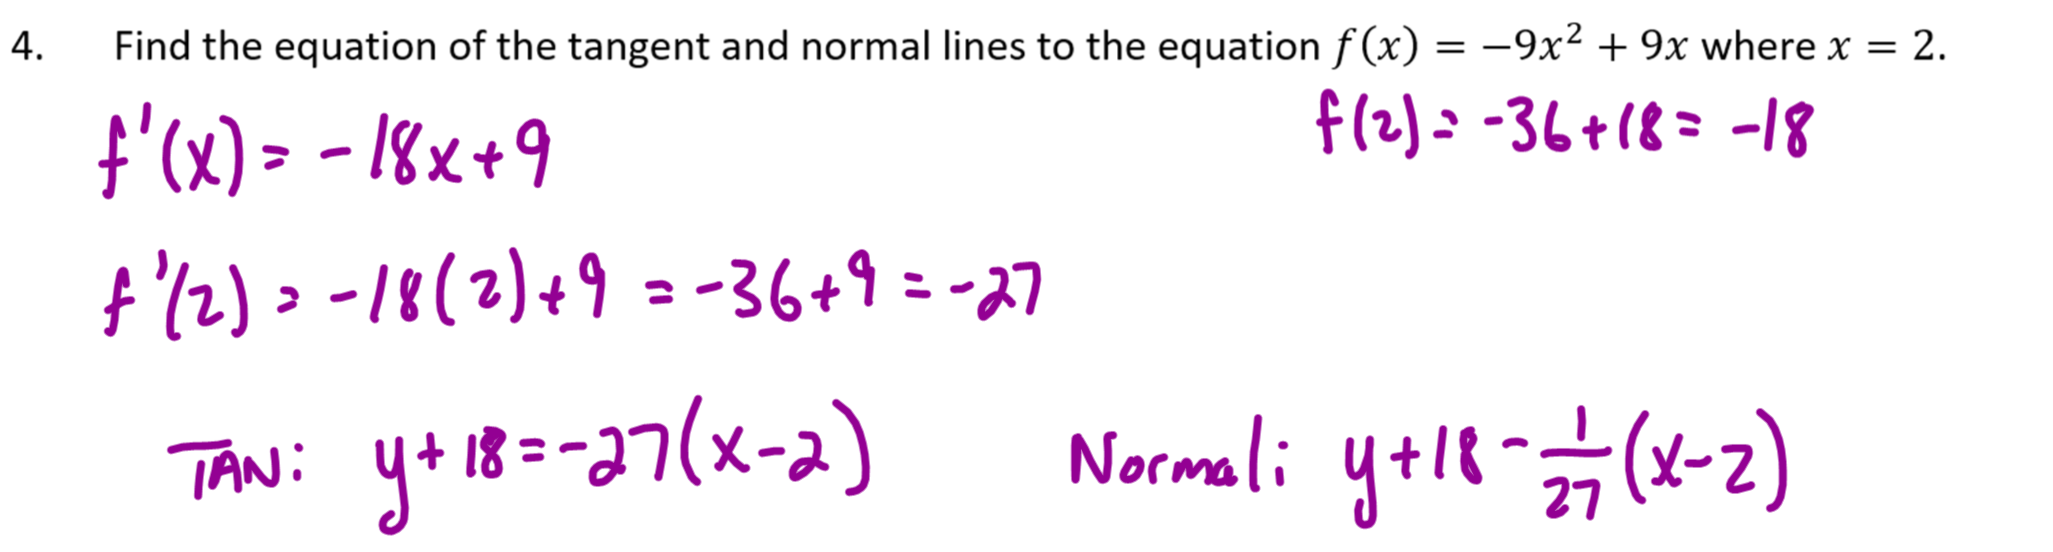 4. Find the equation of the tangent and normal lines to the equation f(x) = −9x² + 9x where x = 2.
f'(x) = -18x+9
f(2) = -36+18 = -18
f'(2) = -18(2)+9 = -36+9 = -27
TAN: y+18=-27(x-2)
Normal: y+18-1/27(x-2)